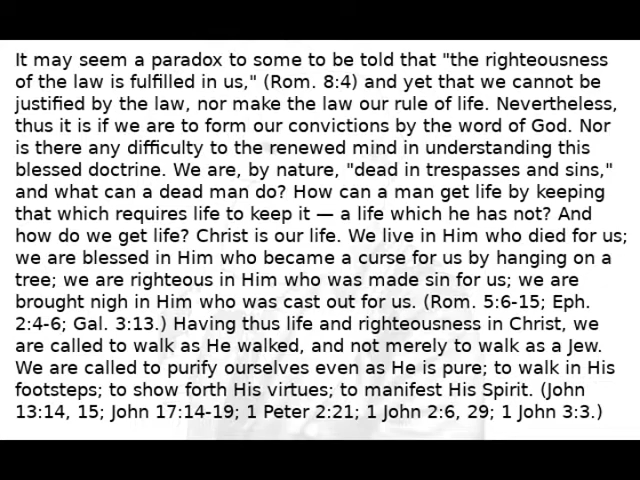 It may seem a paradox to some to be told that "the righteousness
of the law is fulfilled in us," (Rom. 8:4) and yet that we cannot be
justified by the law, nor make the law our rule of life. Nevertheless,
thus it is if we are to form our convictions by the word of God. Nor
is there any difficulty to the renewed mind in understanding this
blessed doctrine. We are, by nature, "dead in trespasses and sins,"
and what can a dead man do? How can a man get life by keeping
that which requires life to keep it — a life which he has not? And
how do we get life? Christ is our life. We live in Him who died for us;
we are blessed in Him who became a curse for us by hanging on a
tree; we are righteous in Him who was made sin for us; we are
brought nigh in Him who was cast out for us. (Rom. 5:6-15; Eph.
2:4-6; Gal. 3:13.) Having thus life and righteousness in Christ, we
are called to walk as He walked, and not merely to walk as a Jew.
We are called to purify ourselves even as He is pure; to walk in His
footsteps; to show forth His virtues; to manifest His Spirit. (John
13:14, 15; John 17:14-19; 1 Peter 2:21; 1 John 2:6, 29; 1 John 3:3.)